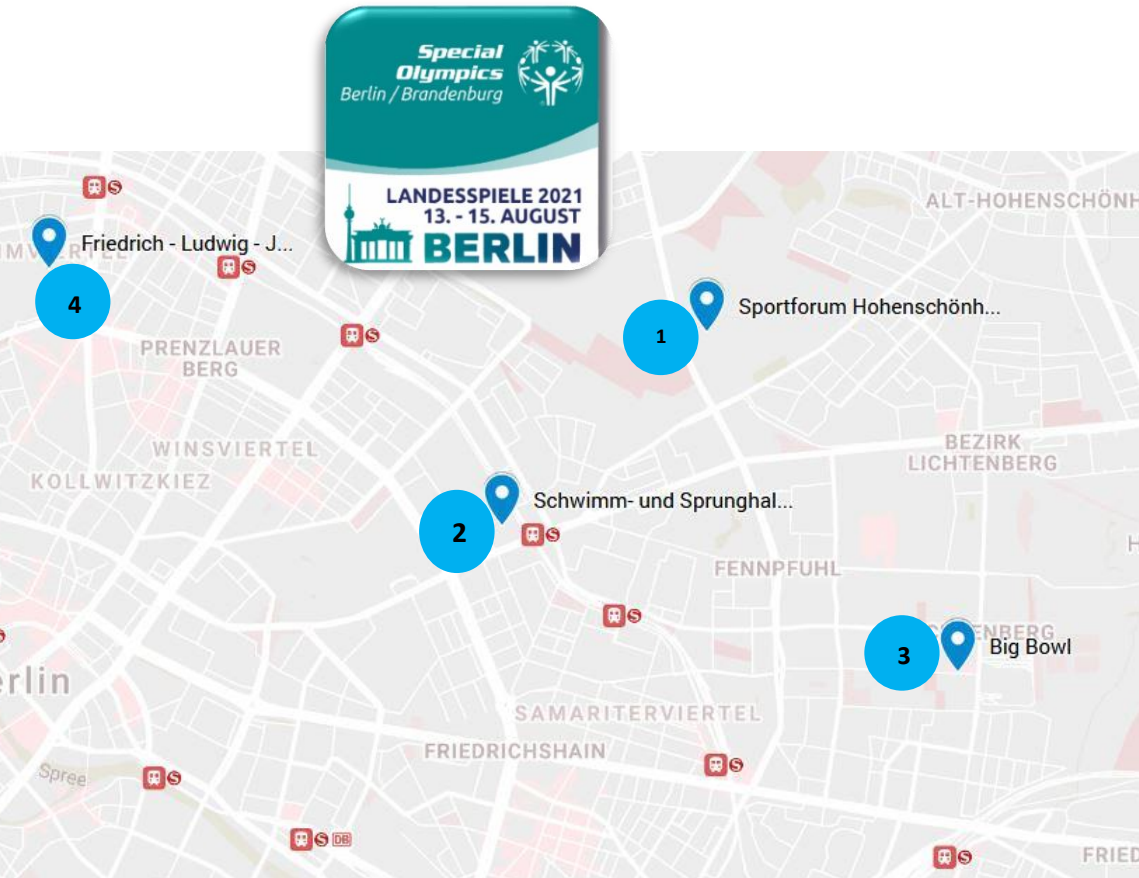 Special
Olympics
Berlin / Brandenburg
LANDESSPIELE 2021
13. - 15. AUGUST
BERLIN
ALT-HOHENSCHÖNH
S
Friedrich - Ludwig - J...
S
4
Sportforum Hohenschönh...
1
S
PRENZLAUER
BERG
WINSVIERTEL
KOLLWITZKIEZ
BEZIRK
LICHTENBERG
Schwimm- und Sprunghal...
2
S
FENNPFUHL
S
3
Big Bowl
erlin
SAMARITERVIERTEL
FRIEDRICHSHAIN
S
Spree
S
S DB
S
FRIED